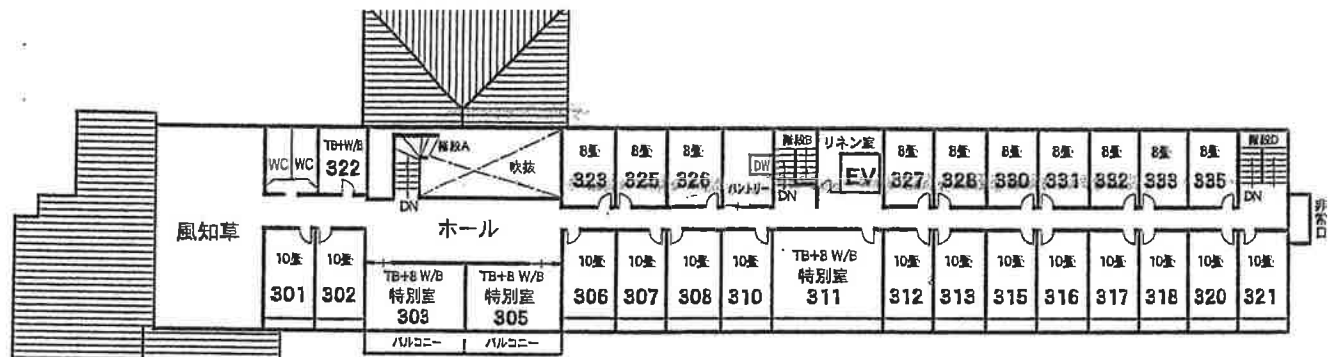 風知草
WC
WC
TB+W/B
322
階段A
DN
吹抜
ホール
8畳
323
8畳
325
8畳
326
DW
パントリー
階段B
DN
リネン室
EV
8畳
327
8畳
328
8畳
330
8畳
331
8畳
332
8畳
333
8畳
335
階段D
DN
非常口
10畳
301
10畳
302
TB+8 W/B
特別室
303
バルコニー
TB+8 W/B
特別室
305
バルコニー
10畳
306
10畳
307
10畳
308
10畳
310
TB+8 W/B
特別室
311
10畳
312
10畳
313
10畳
315
10畳
316
10畳
317
10畳
318
10畳
320
10畳
321